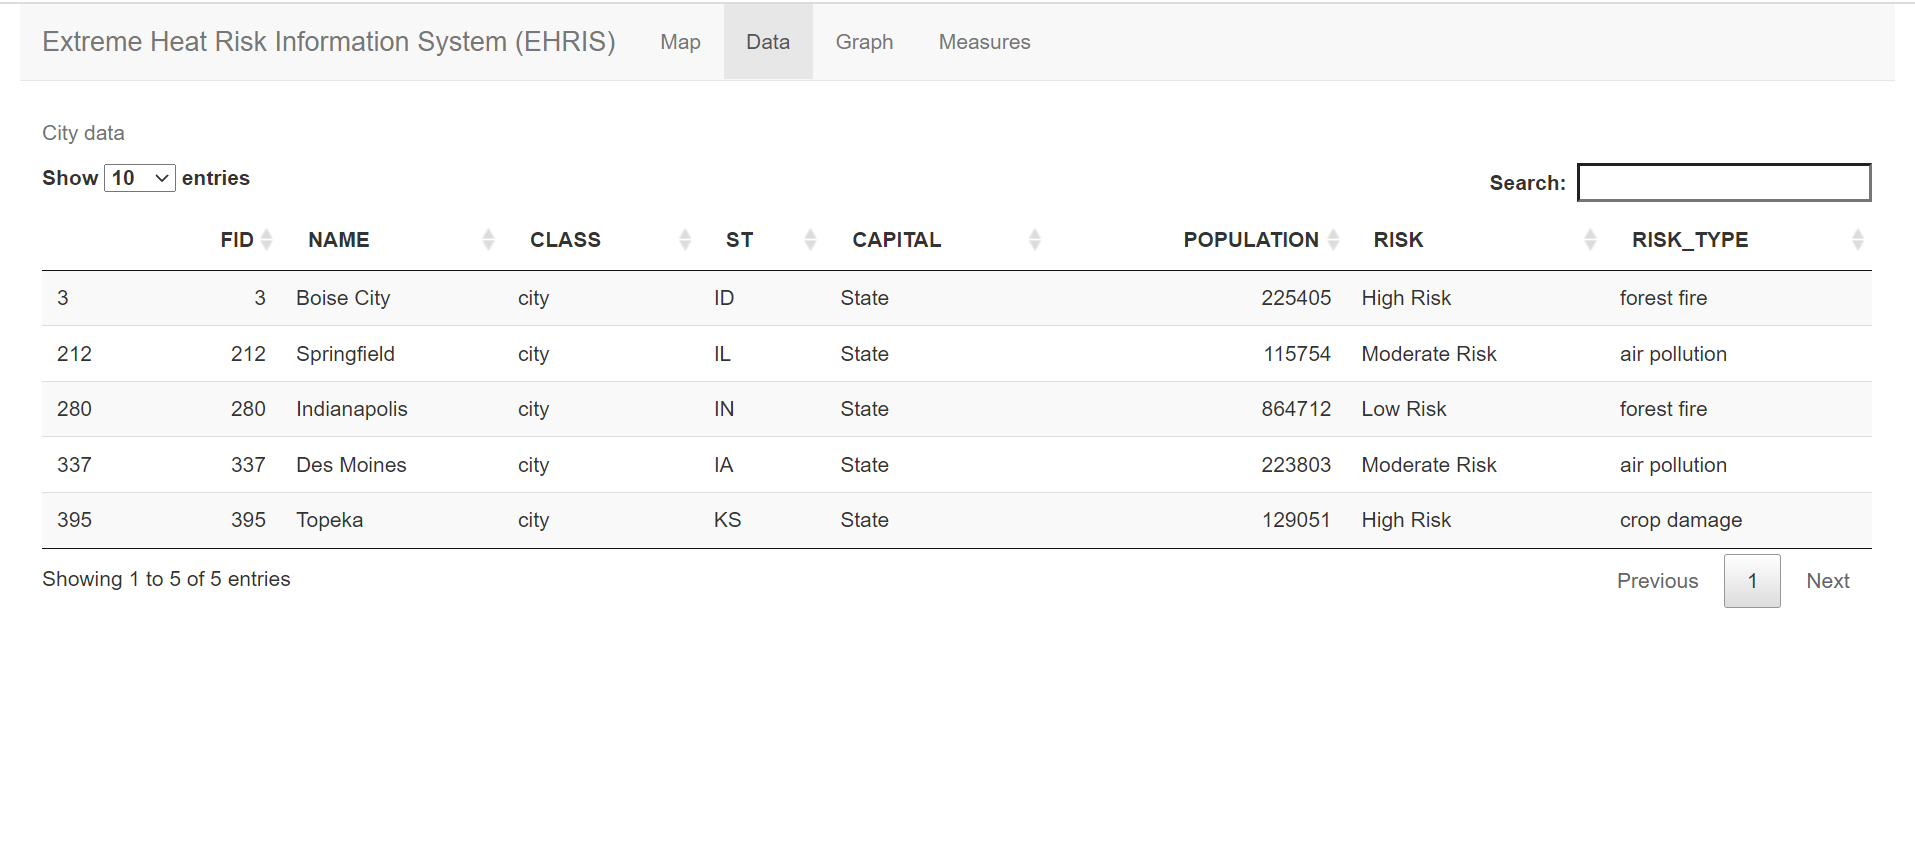 Extreme Heat Risk Information System (EHRIS) Map Data Graph Measures
City data
Show 10 entries Search:
FID NAME CLASS ST CAPITAL POPULATION RISK RISK_TYPE
3 3 Boise City city ID State 225405 High Risk forest fire
212 212 Springfield city IL State 115754 Moderate Risk air pollution
280 280 Indianapolis city IN State 864712 Low Risk forest fire
337 337 Des Moines city IA State 223803 Moderate Risk air pollution
395 395 Topeka city KS State 129051 High Risk crop damage
Showing 1 to 5 of 5 entries Previous 1 Next